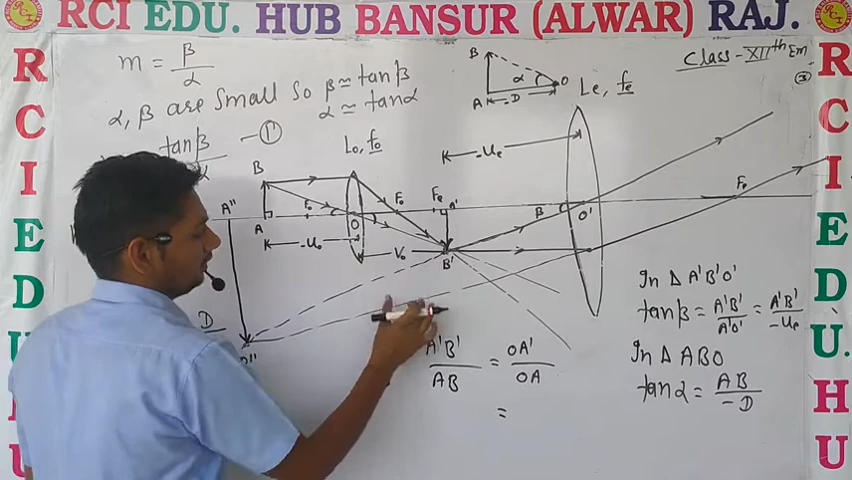 RCI EDU. HUB BANSUR (ALWAR) RAJ.
R
C
I
E
D
U.
H
U
Class-XIIth Em
③
m = β/α
α, β are Small So β ≃ tanβ
α ≃ tanα
tanβ
α —①
B
α
O
A
-D
Lo, fo
Le, fe
-Ue
B
A
A"
Fo
O
Fo
Fe
A'
β
O'
Fe
-Uo
Vo
B'
B"
D
A'B'/AB = OA'/OA
=
In Δ A'B'O'
tanβ = A'B'/A'O' = A'B'/-Ue
In Δ ABO
tanα = AB/-D
R
C
I
E
D
U